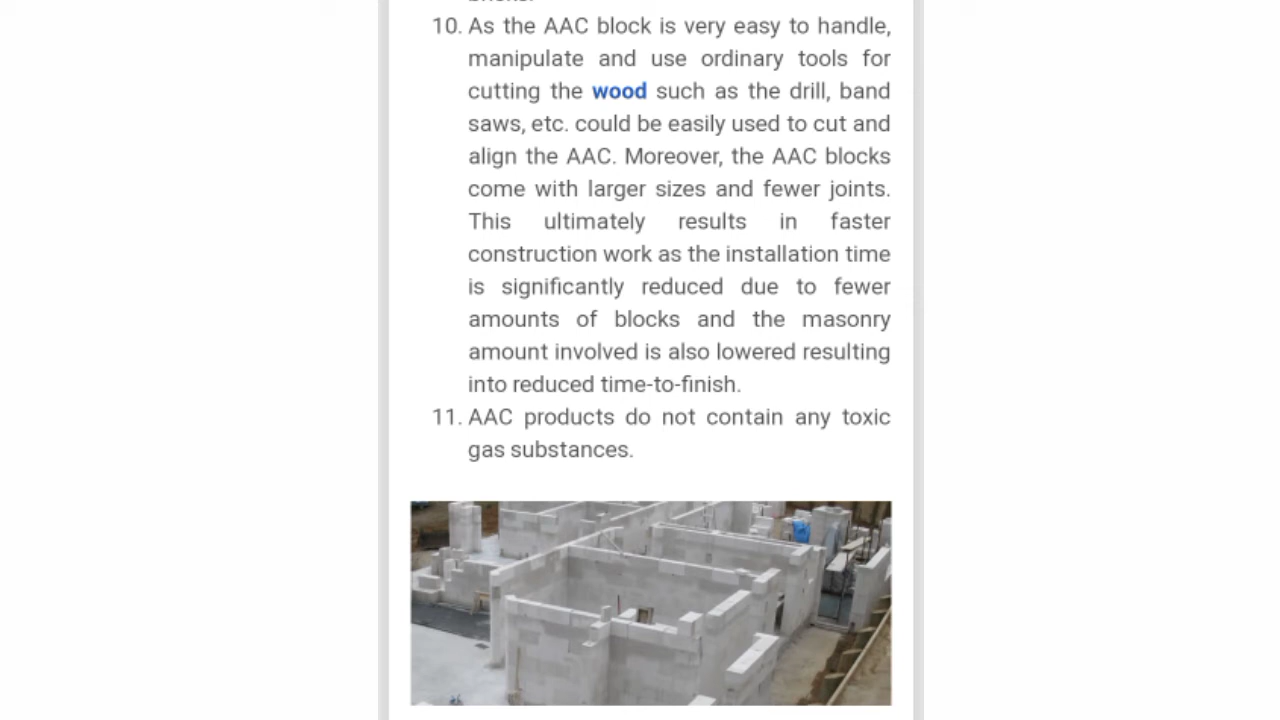 10. As the AAC block is very easy to handle,
manipulate and use ordinary tools for
cutting the wood such as the drill, band
saws, etc. could be easily used to cut and
align the AAC. Moreover, the AAC blocks
come with larger sizes and fewer joints.
This ultimately results in faster
construction work as the installation time
is significantly reduced due to fewer
amounts of blocks and the masonry
amount involved is also lowered resulting
into reduced time-to-finish.
11. AAC products do not contain any toxic
gas substances.